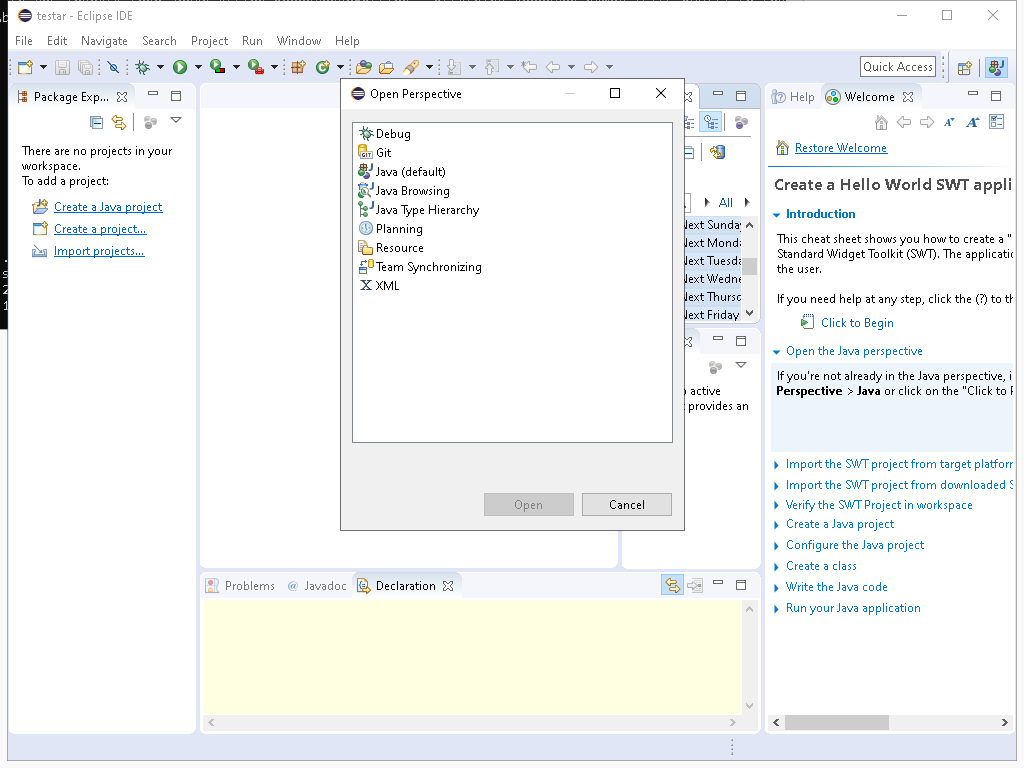 testar - Eclipse IDE
File Edit Navigate Search Project Run Window Help
Quick Access
Package Exp...
There are no projects in your
workspace.
To add a project:
Create a Java project
Create a project...
Import projects...
Open Perspective
Debug
Git
Java (default)
Java Browsing
Java Type Hierarchy
Planning
Resource
Team Synchronizing
XML
Open Cancel
All
Next Sunday
Next Monda
Next Tuesda
Next Wedne
Next Thursd
Next Friday
active
provides an
Problems @ Javadoc Declaration
Help Welcome
Restore Welcome
Create a Hello World SWT appli
Introduction
This cheat sheet shows you how to create a "
Standard Widget Toolkit (SWT). The applicatio
the user.
If you need help at any step, click the (?) to th
Click to Begin
Open the Java perspective
If you're not already in the Java perspective, i
Perspective > Java or click on the "Click to P
Import the SWT project from target platforn
Import the SWT project from downloaded S
Verify the SWT Project in workspace
Create a Java project
Configure the Java project
Create a class
Write the Java code
Run your Java application